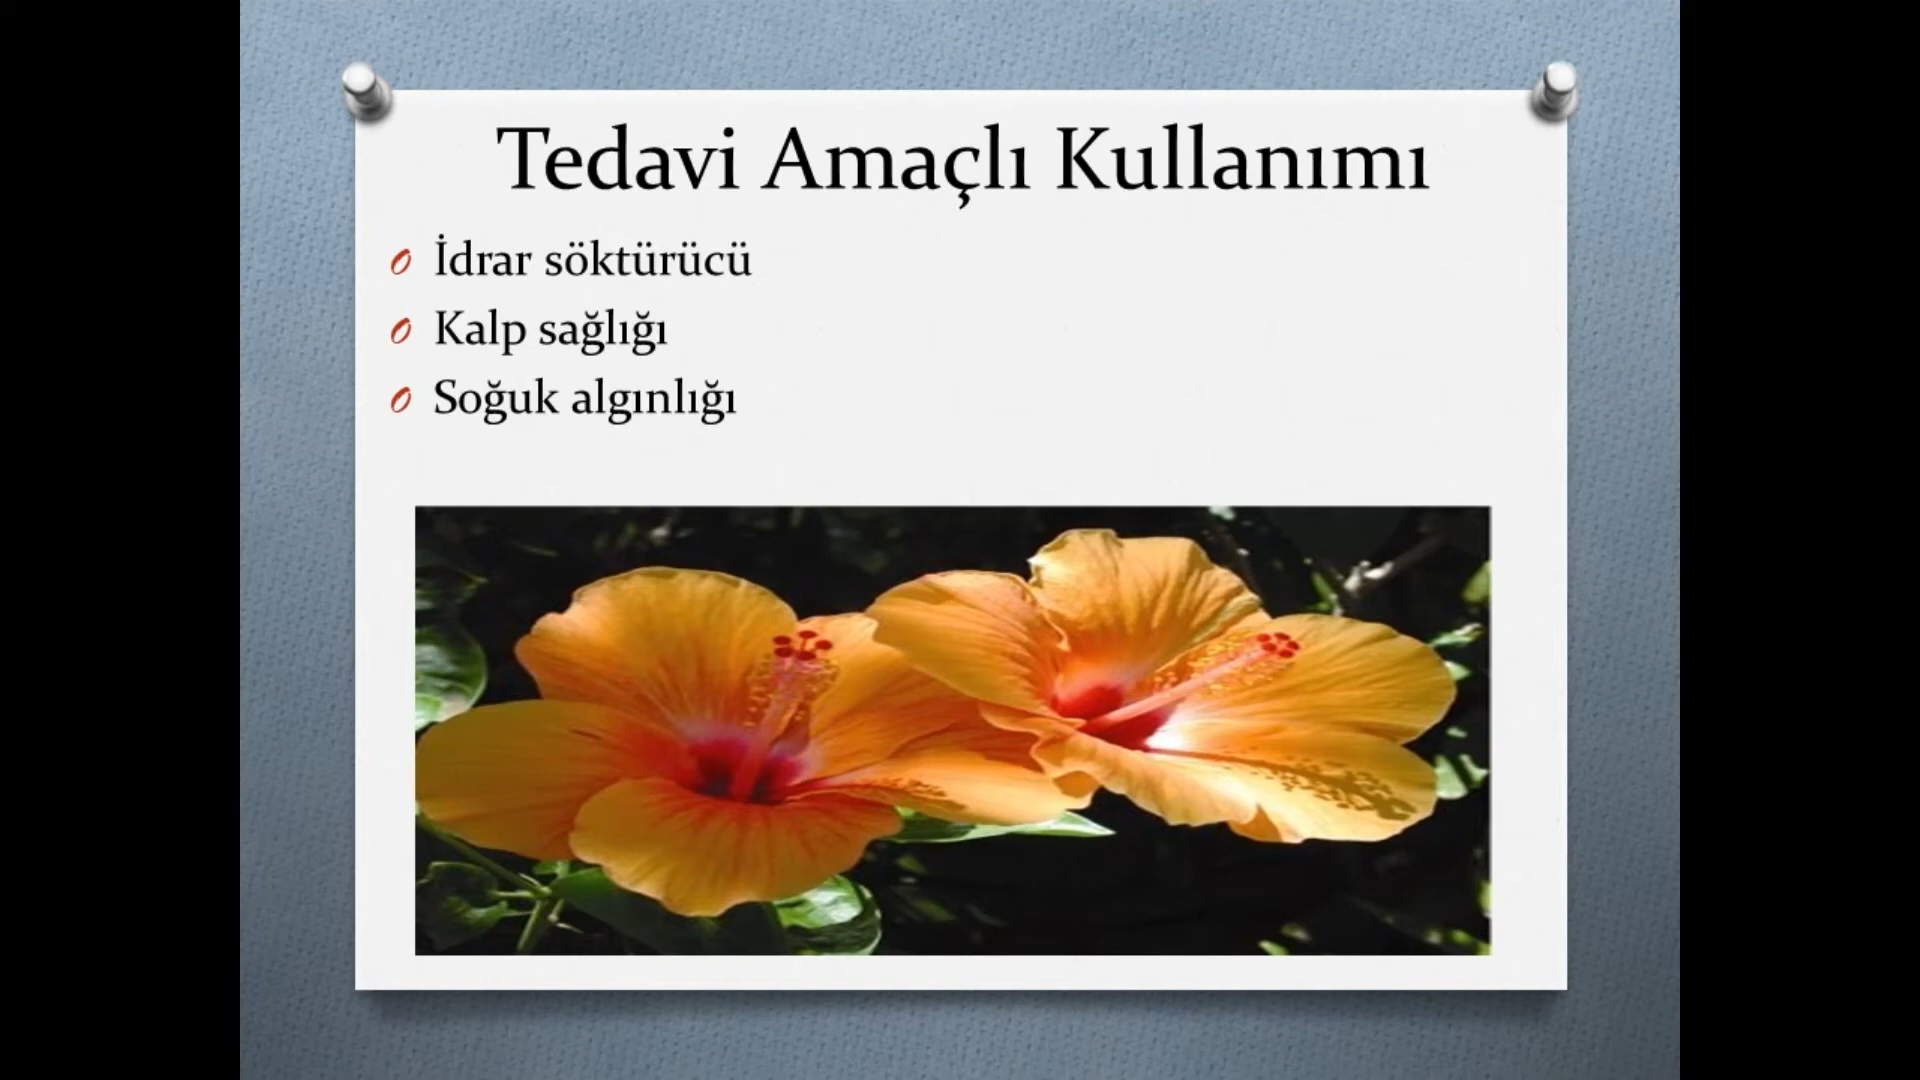 Tedavi Amaçlı Kullanımı
İdrar söktürücü
Kalp sağlığı
Soğuk algınlığı